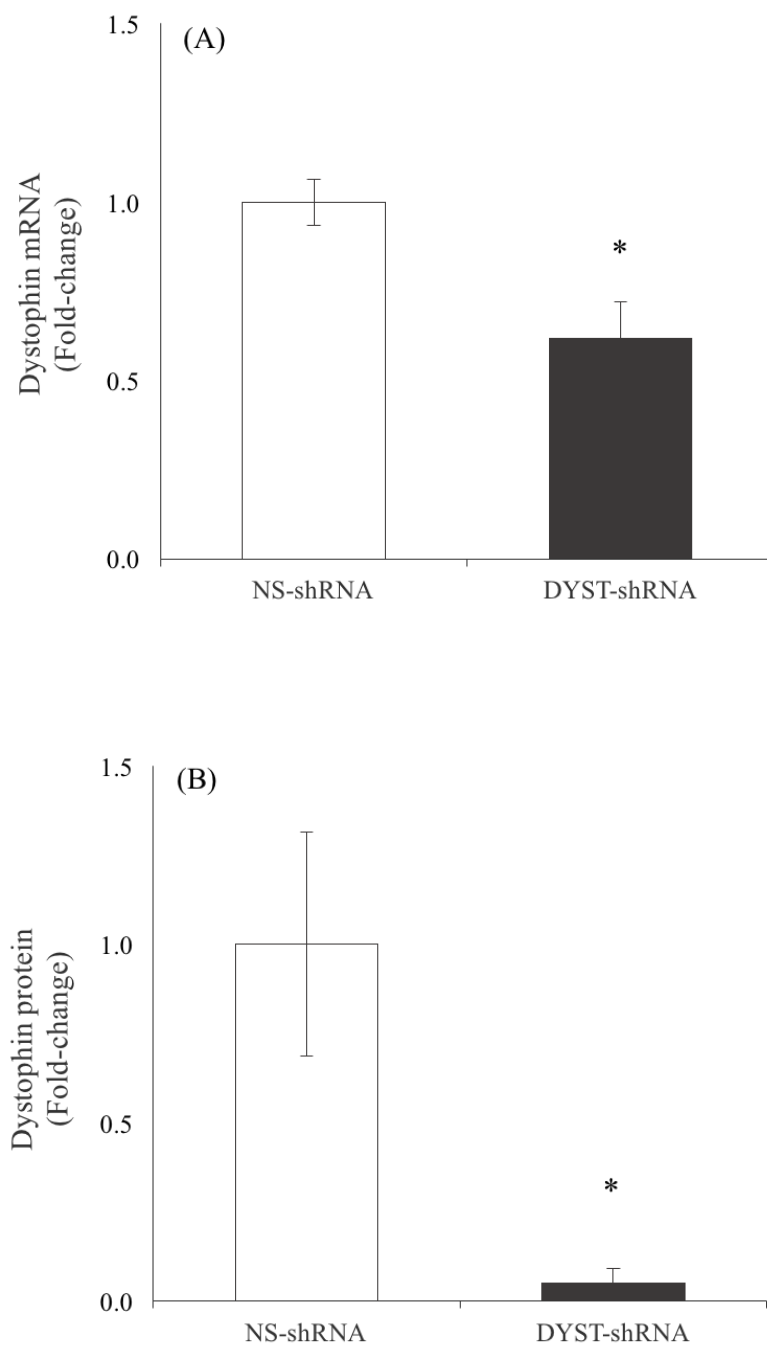 (A)
1.5
1.0
0.5
0.0
Dystophin mRNA
(Fold-change)
*
NS-shRNA
DYST-shRNA
(B)
1.5
1.0
0.5
0.0
Dystophin protein
(Fold-change)
*
NS-shRNA
DYST-shRNA